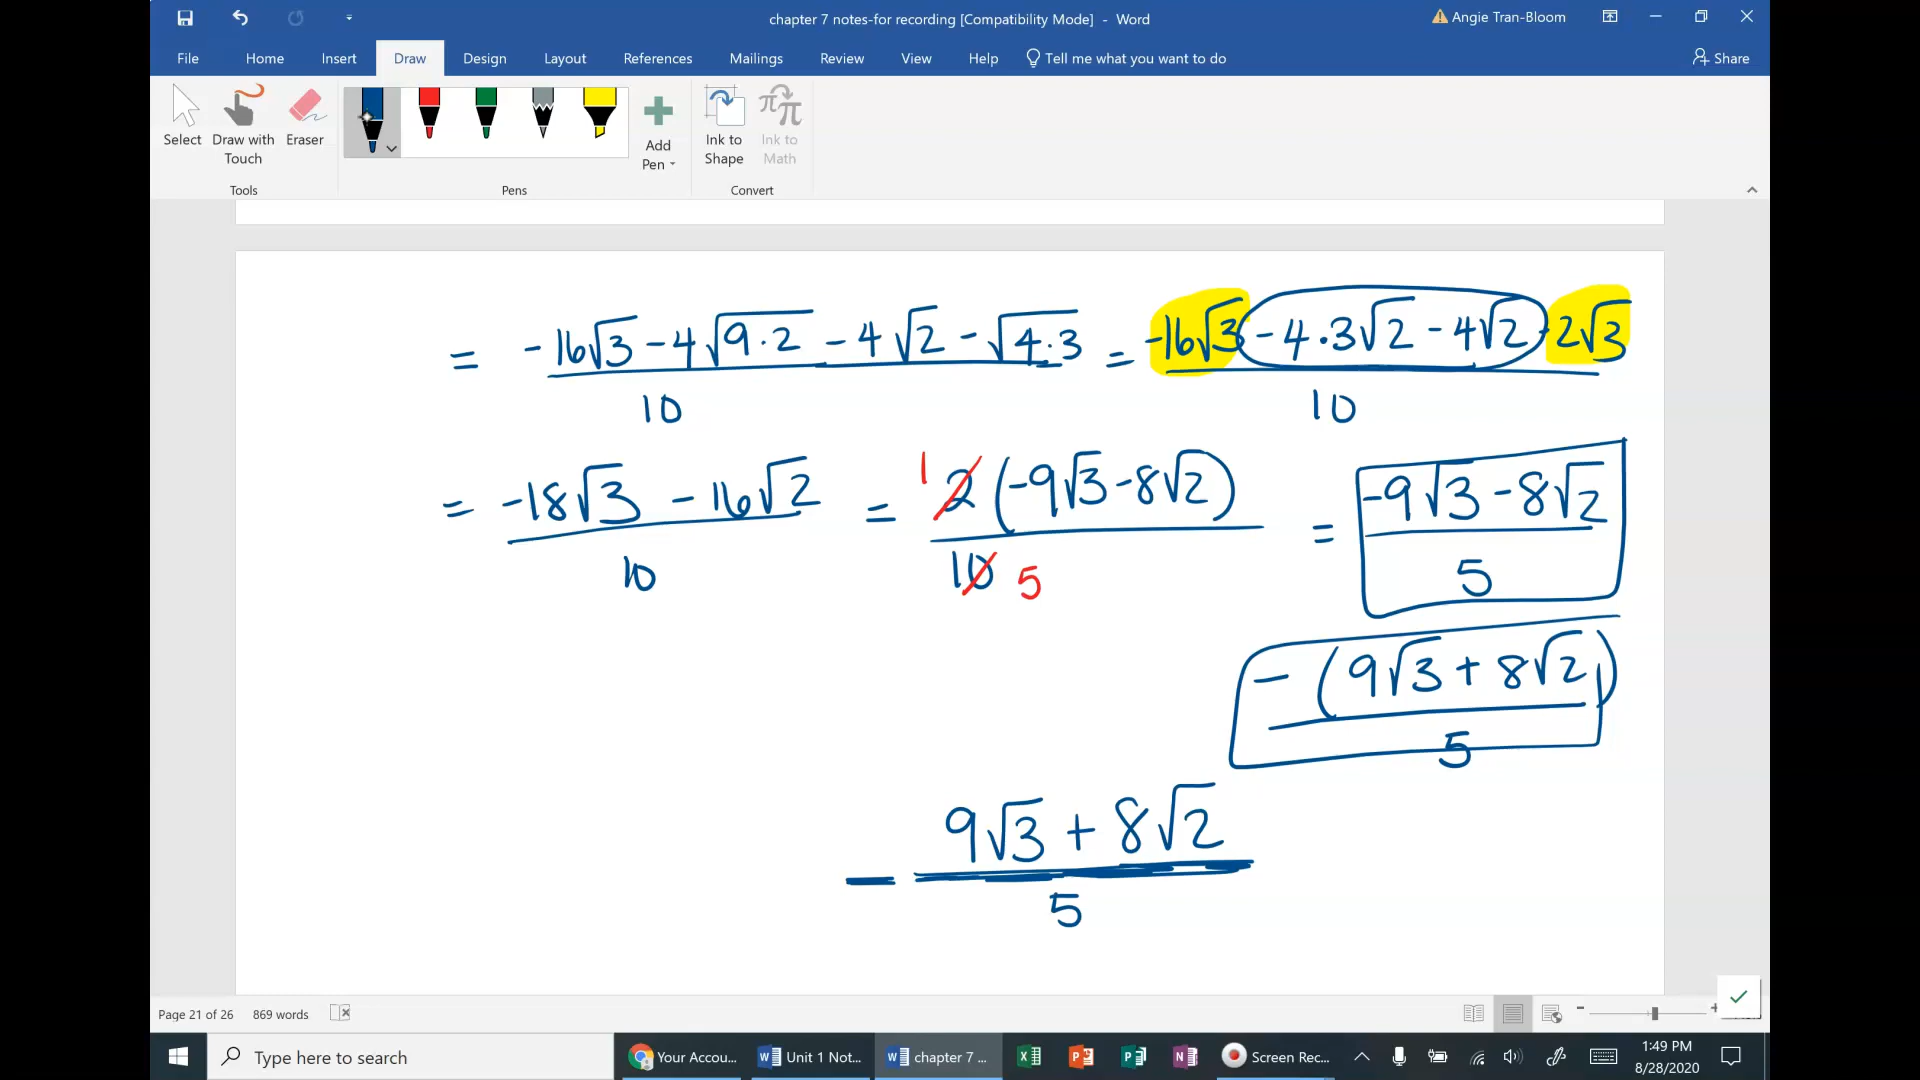 chapter 7 notes-for recording [Compatibility Mode] - Word
Angie Tran-Bloom
File Home Insert Draw Design Layout References Mailings Review View Help Tell me what you want to do Share
Select Draw with Touch Eraser Add Pen Ink to Shape Ink to Math
Tools Pens Convert
= (-16√3 - 4√(9·2) - 4√2 - √(4·3))/10 = (-16√3 - 4·3√2 - 4√2 - 2√3)/10
= (-18√3 - 16√2)/10 = 2(-9√3 - 8√2)/10 1 5 = (-9√3 - 8√2)/5
-(9√3 + 8√2)/5
- (9√3 + 8√2)/5
Page 21 of 26 869 words
Type here to search Your Accou... Unit 1 Not... chapter 7 ... Screen Rec... 1:49 PM
8/28/2020